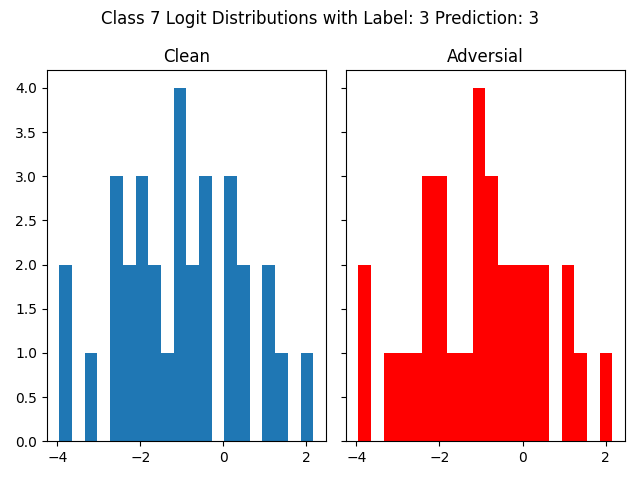 Class 7 Logit Distributions with Label: 3 Prediction: 3
Clean
Adversial
4.0
3.5
3.0
2.5
2.0
1.5
1.0
0.5
0.0
−4 −2 0 2
−4 −2 0 2